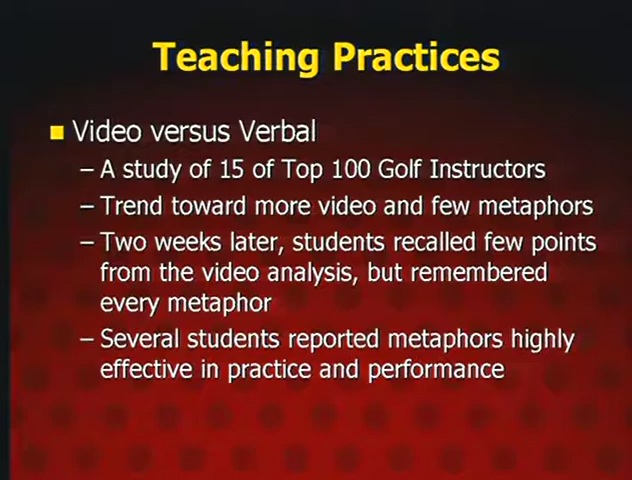 Teaching Practices
Video versus Verbal
– A study of 15 of Top 100 Golf Instructors
– Trend toward more video and few metaphors
– Two weeks later, students recalled few points
from the video analysis, but remembered
every metaphor
– Several students reported metaphors highly
effective in practice and performance